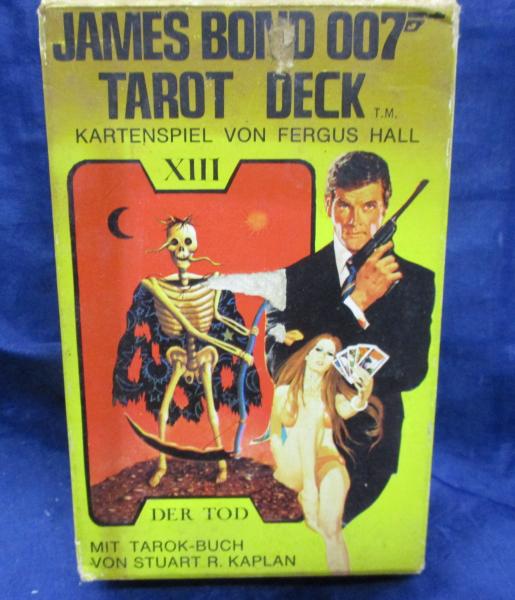 JAMES BOND 007
TAROT DECK T.M.
KARTENSPIEL VON FERGUS HALL
XIII
DER TOD
MIT TAROK-BUCH
VON STUART R. KAPLAN